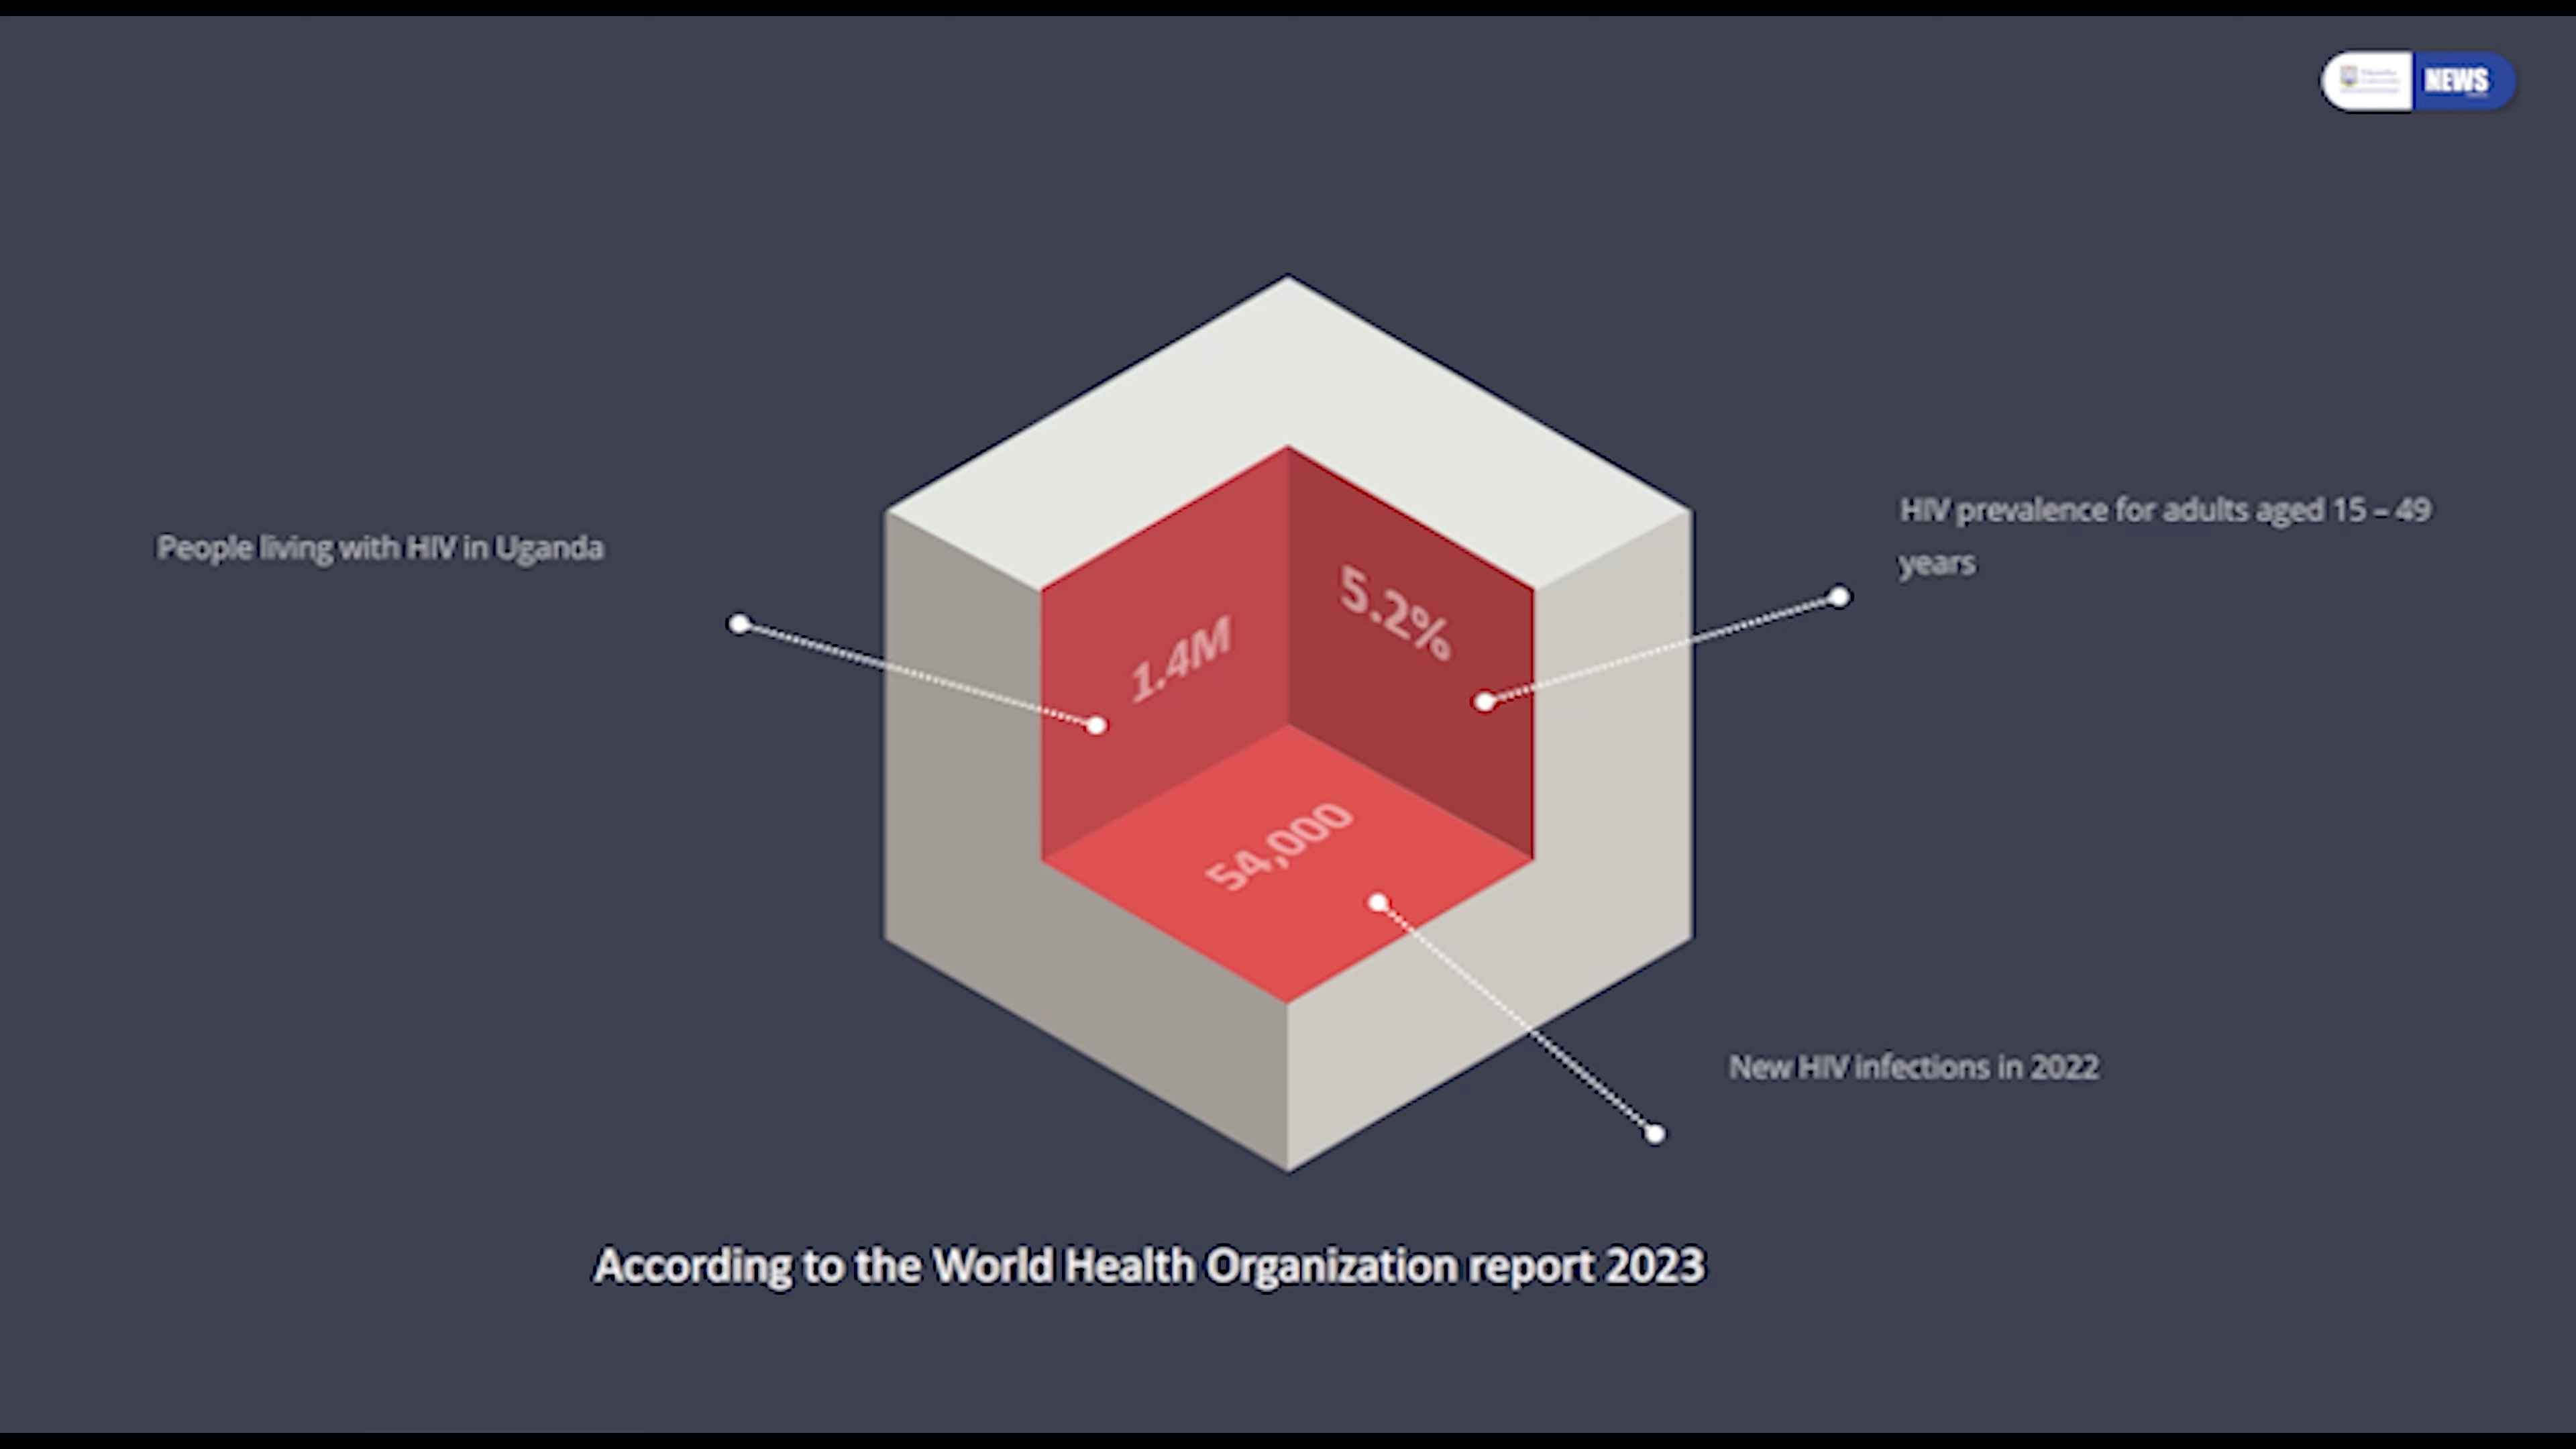 NEWS
HIV prevalence for adults aged 15 – 49
years
People living with HIV in Uganda
5.2%
1.4M
54,000
New HIV infections in 2022
According to the World Health Organization report 2023